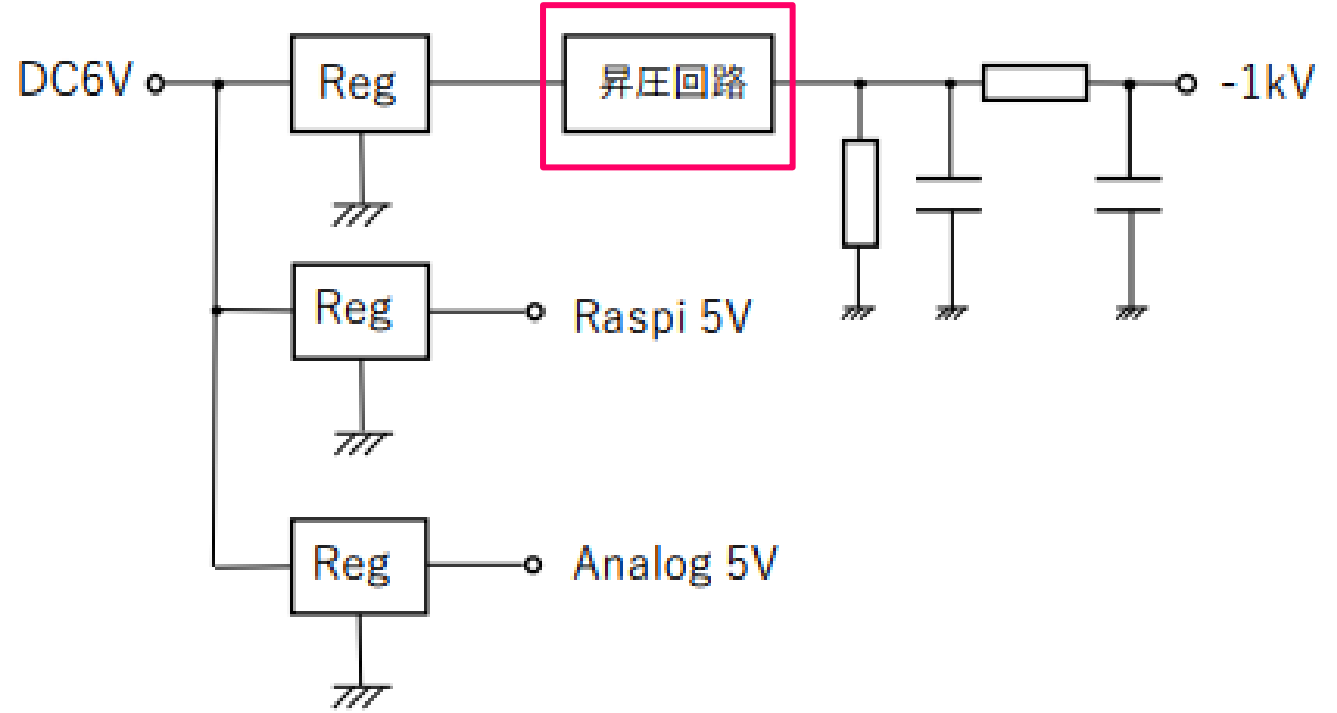 DC6V
Reg
昇圧回路
-1kV
Reg
Raspi 5V
Reg
Analog 5V